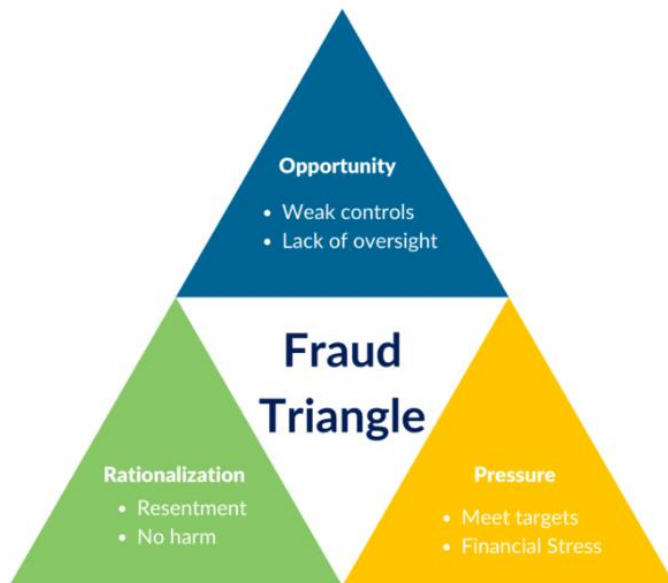 Opportunity
• Weak controls
• Lack of oversight
Fraud
Triangle
Rationalization
• Resentment
• No harm
Pressure
• Meet targets
• Financial Stress